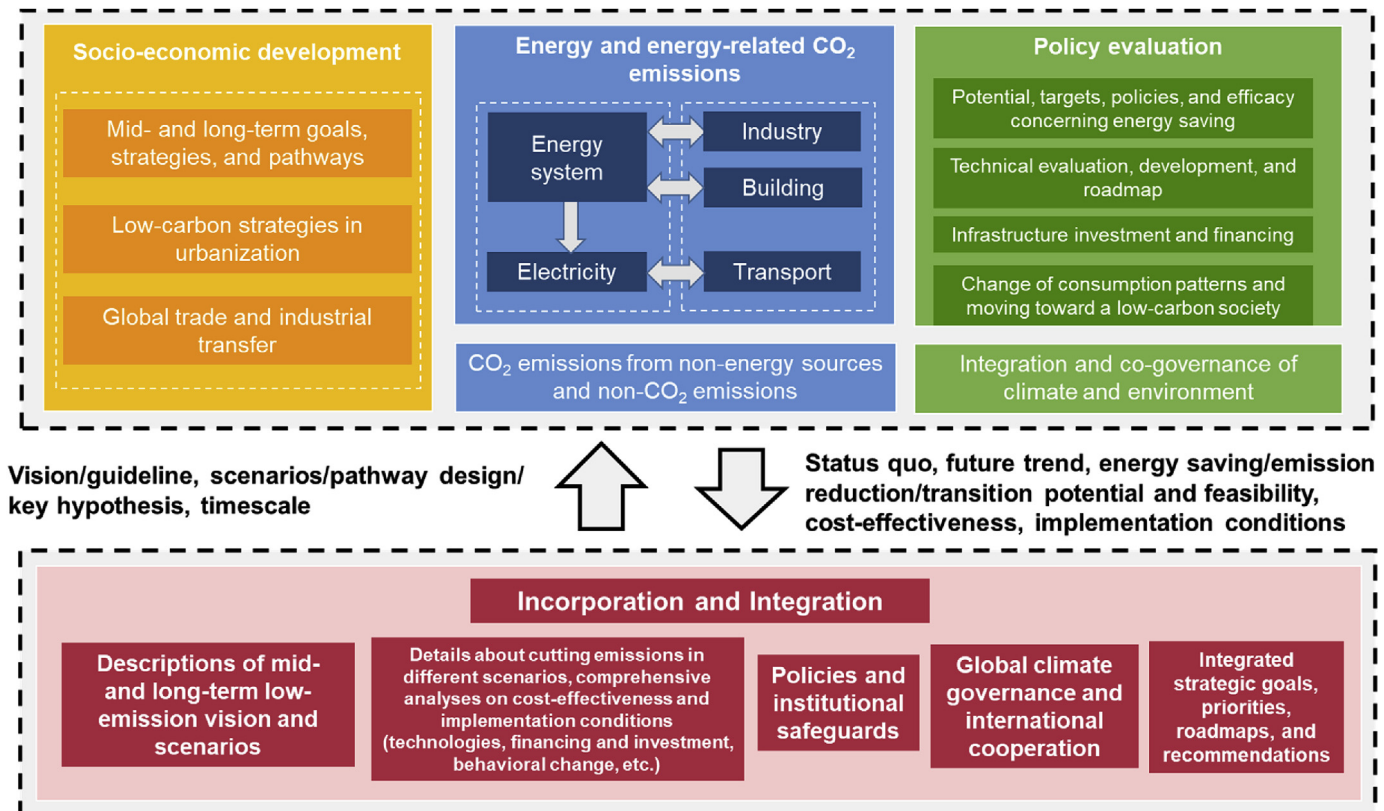 Socio-economic development
Mid- and long-term goals,
strategies, and pathways
Low-carbon strategies in
urbanization
Global trade and industrial
transfer
Energy and energy-related CO₂
emissions
Energy
system
Industry
Building
Electricity
Transport
CO₂ emissions from non-energy sources
and non-CO₂ emissions
Policy evaluation
Potential, targets, policies, and efficacy
concerning energy saving
Technical evaluation, development, and
roadmap
Infrastructure investment and financing
Change of consumption patterns and
moving toward a low-carbon society
Integration and co-governance of
climate and environment
Vision/guideline, scenarios/pathway design/
key hypothesis, timescale
Status quo, future trend, energy saving/emission
reduction/transition potential and feasibility,
cost-effectiveness, implementation conditions
Incorporation and Integration
Descriptions of mid-
and long-term low-
emission vision and
scenarios
Details about cutting emissions in
different scenarios, comprehensive
analyses on cost-effectiveness and
implementation conditions
(technologies, financing and investment,
behavioral change, etc.)
Policies and
institutional
safeguards
Global climate
governance and
international
cooperation
Integrated
strategic goals,
priorities,
roadmaps, and
recommendations